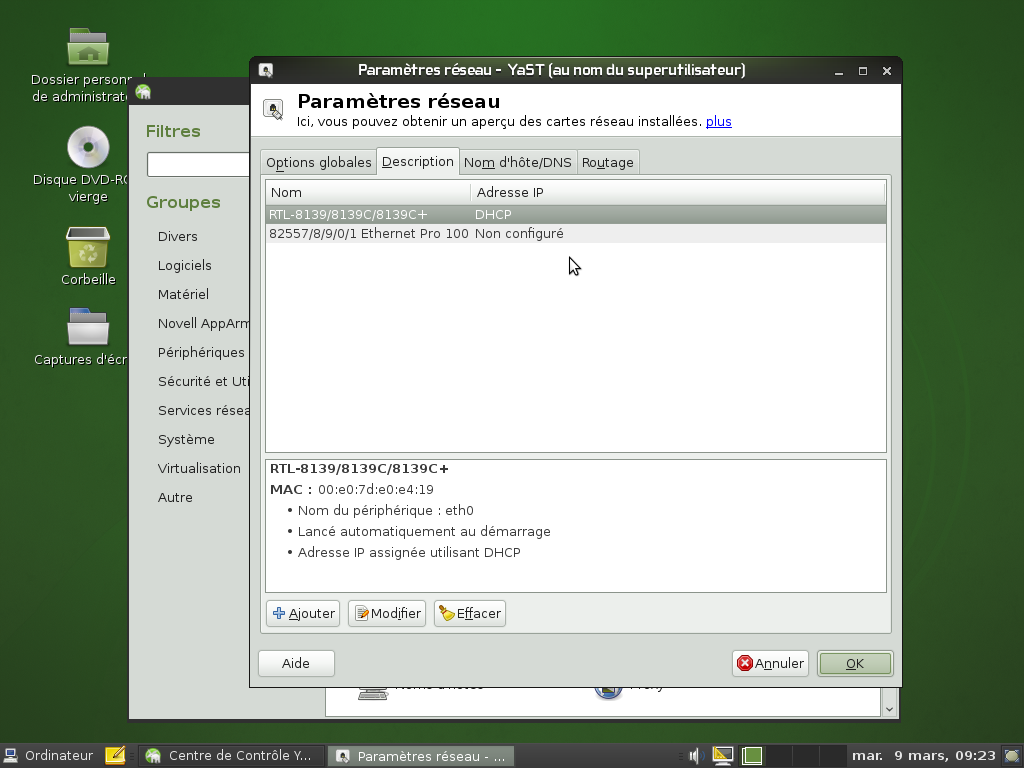 Dossier personn
de administrat
Disque DVD-RO
vierge
Corbeille
Captures d'écr
Filtres
Groupes
Divers
Logiciels
Matériel
Novell AppArm
Périphériques
Sécurité et Uti
Services résea
Système
Virtualisation
Autre
Paramètres réseau - YaST (au nom du superutilisateur)
Paramètres réseau
Ici, vous pouvez obtenir un aperçu des cartes réseau installées. plus
Options globales Description Nom d'hôte/DNS Routage
Nom Adresse IP
RTL-8139/8139C/8139C+ DHCP
82557/8/9/0/1 Ethernet Pro 100 Non configuré
RTL-8139/8139C/8139C+
MAC : 00:e0:7d:e0:e4:19
• Nom du périphérique : eth0
• Lancé automatiquement au démarrage
• Adresse IP assignée utilisant DHCP
Ajouter Modifier Effacer
Aide Annuler OK
Ordinateur Centre de Contrôle Y... Paramètres réseau - ... mar. 9 mars, 09:23